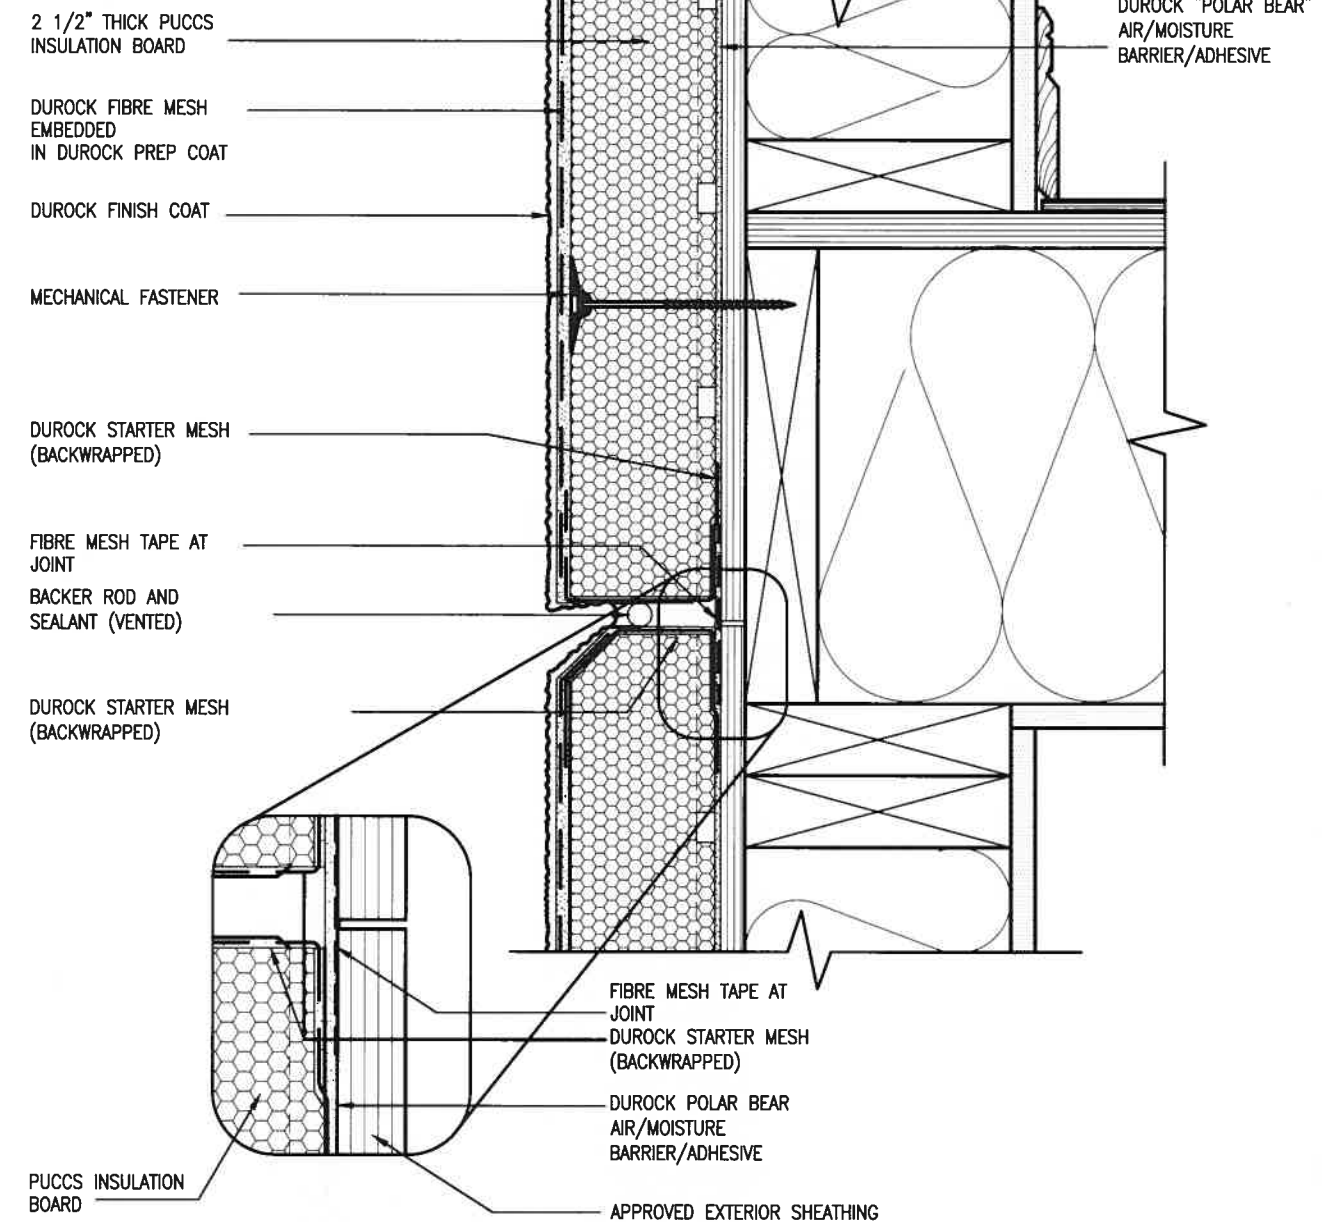 2 1/2" THICK PUCCS
INSULATION BOARD
DUROCK "POLAR BEAR"
AIR/MOISTURE
BARRIER/ADHESIVE
DUROCK FIBRE MESH
EMBEDDED
IN DUROCK PREP COAT
DUROCK FINISH COAT
MECHANICAL FASTENER
DUROCK STARTER MESH
(BACKWRAPPED)
FIBRE MESH TAPE AT
JOINT
BACKER ROD AND
SEALANT (VENTED)
DUROCK STARTER MESH
(BACKWRAPPED)
FIBRE MESH TAPE AT
JOINT
DUROCK STARTER MESH
(BACKWRAPPED)
DUROCK POLAR BEAR
AIR/MOISTURE
BARRIER/ADHESIVE
PUCCS INSULATION
BOARD
APPROVED EXTERIOR SHEATHING